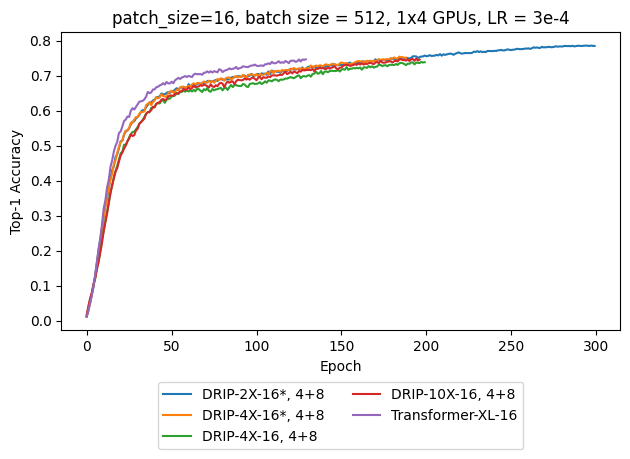 patch_size=16, batch size = 512, 1x4 GPUs, LR = 3e-4
Top-1 Accuracy
0.8
0.7
0.6
0.5
0.4
0.3
0.2
0.1
0.0
0 50 100 150 200 250 300
Epoch
DRIP-2X-16*, 4+8
DRIP-4X-16*, 4+8
DRIP-4X-16, 4+8
DRIP-10X-16, 4+8
Transformer-XL-16